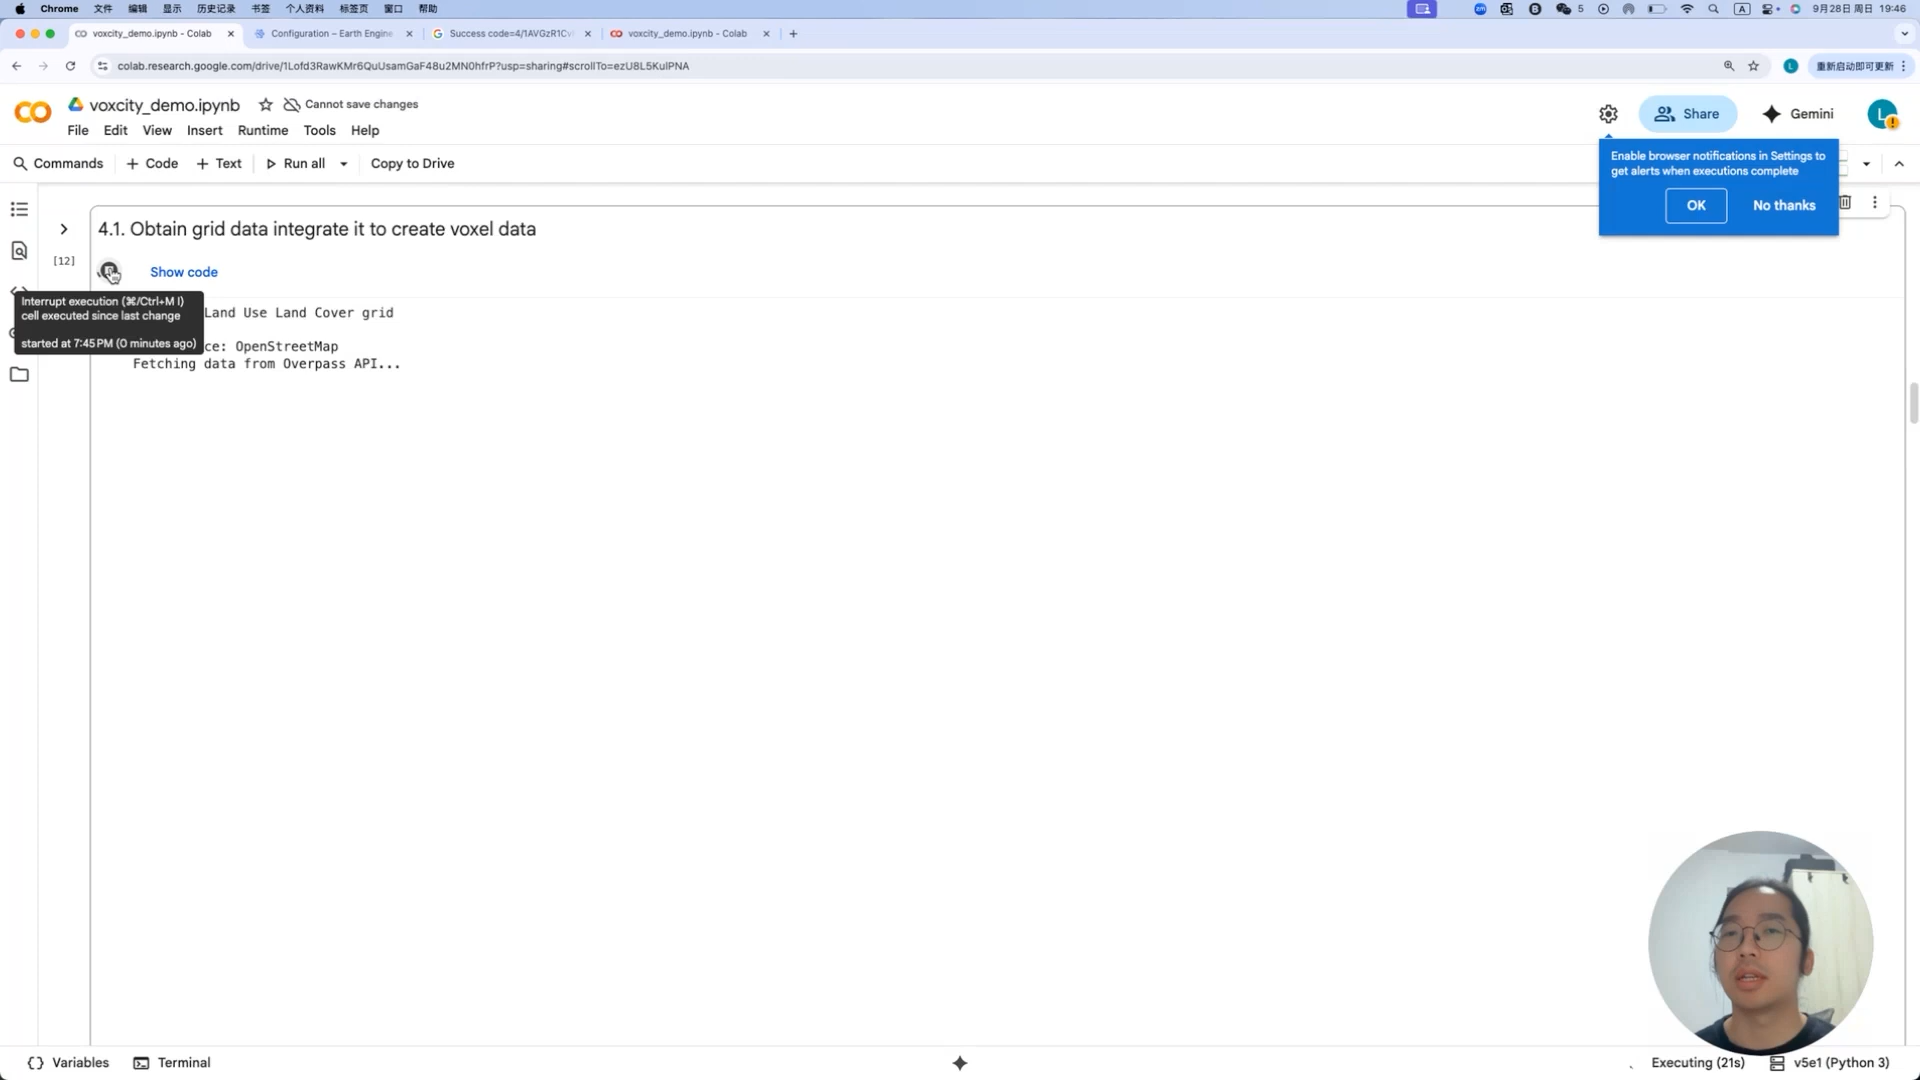 Chrome 文件 编辑 显示 历史记录 书签 个人资料 标签页 窗口 帮助
5 A 9月28日 周日 19:46
voxcity_demo.ipynb - Colab
Configuration – Earth Engine
Success code=4/1AVGzR1Cv
voxcity_demo.ipynb - Colab
colab.research.google.com/drive/1Lofd3RawKMr6QuUsamGaF48u2MN0hfrP?usp=sharing#scrollTo=ezU8L5KulPNA
L 重新启动即可更新
voxcity_demo.ipynb Cannot save changes
File Edit View Insert Runtime Tools Help
Share Gemini L
Commands + Code + Text Run all Copy to Drive
Enable browser notifications in Settings to
get alerts when executions complete
OK No thanks
4.1. Obtain grid data integrate it to create voxel data
[12]
Show code
Interrupt execution (⌘/Ctrl+M I)
cell executed since last change
started at 7:45 PM (0 minutes ago)
Land Use Land Cover grid
ce: OpenStreetMap
Fetching data from Overpass API...
{} Variables Terminal
Executing (21s) v5e1 (Python 3)